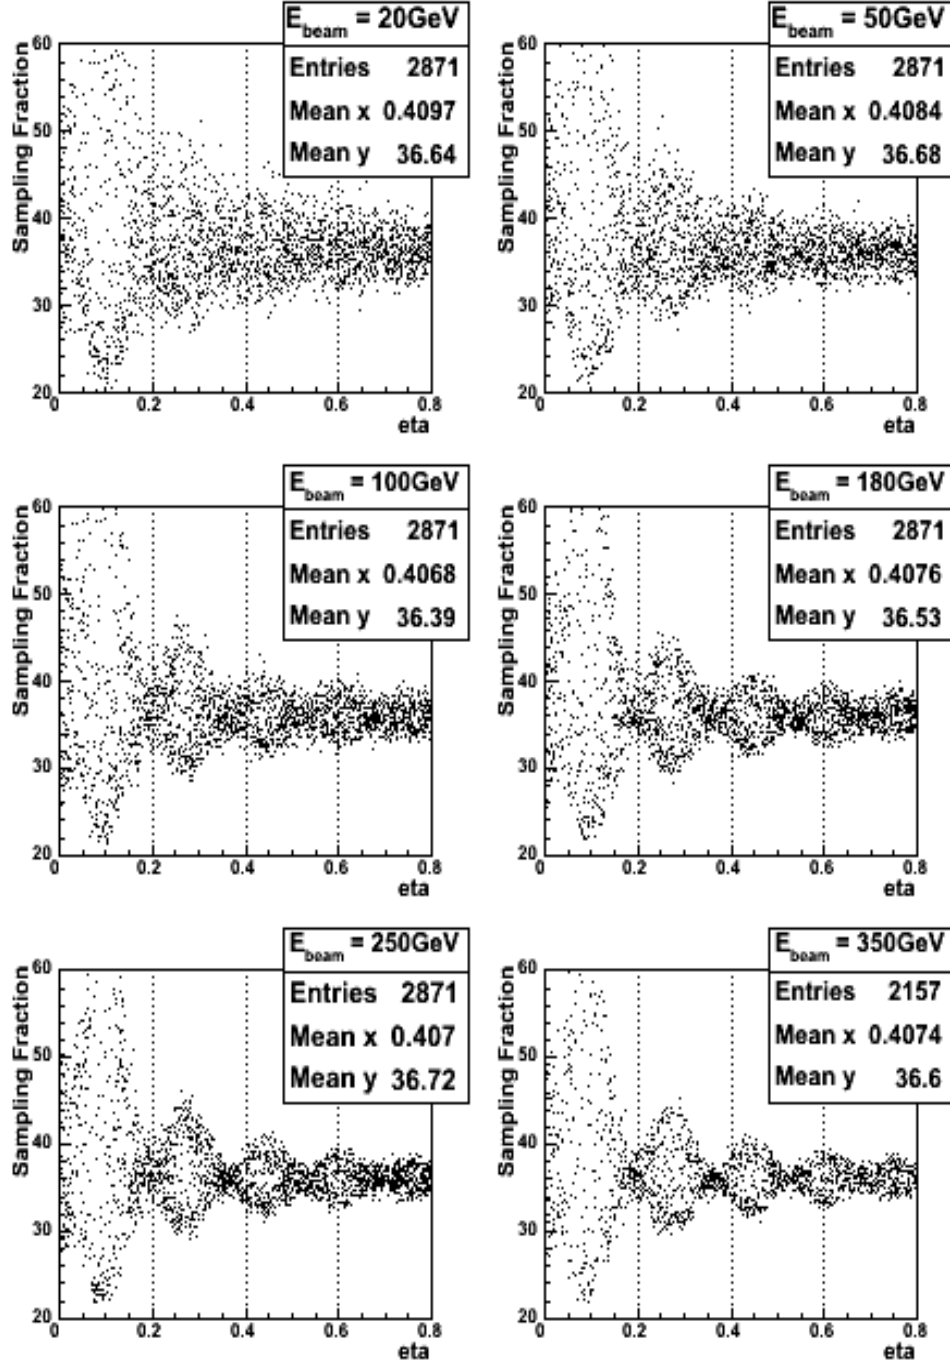 E_beam = 20GeV
Entries 2871
Mean x 0.4097
Mean y 36.64
Sampling Fraction
60
50
40
30
20
0 0.2 0.4 0.6 0.8
eta
E_beam = 50GeV
Entries 2871
Mean x 0.4084
Mean y 36.68
Sampling Fraction
60
50
40
30
20
0 0.2 0.4 0.6 0.8
eta
E_beam = 100GeV
Entries 2871
Mean x 0.4068
Mean y 36.39
Sampling Fraction
60
50
40
30
20
0 0.2 0.4 0.6 0.8
eta
E_beam = 180GeV
Entries 2871
Mean x 0.4076
Mean y 36.53
Sampling Fraction
60
50
40
30
20
0 0.2 0.4 0.6 0.8
eta
E_beam = 250GeV
Entries 2871
Mean x 0.407
Mean y 36.72
Sampling Fraction
60
50
40
30
20
0 0.2 0.4 0.6 0.8
eta
E_beam = 350GeV
Entries 2157
Mean x 0.4074
Mean y 36.6
Sampling Fraction
60
50
40
30
20
0 0.2 0.4 0.6 0.8
eta